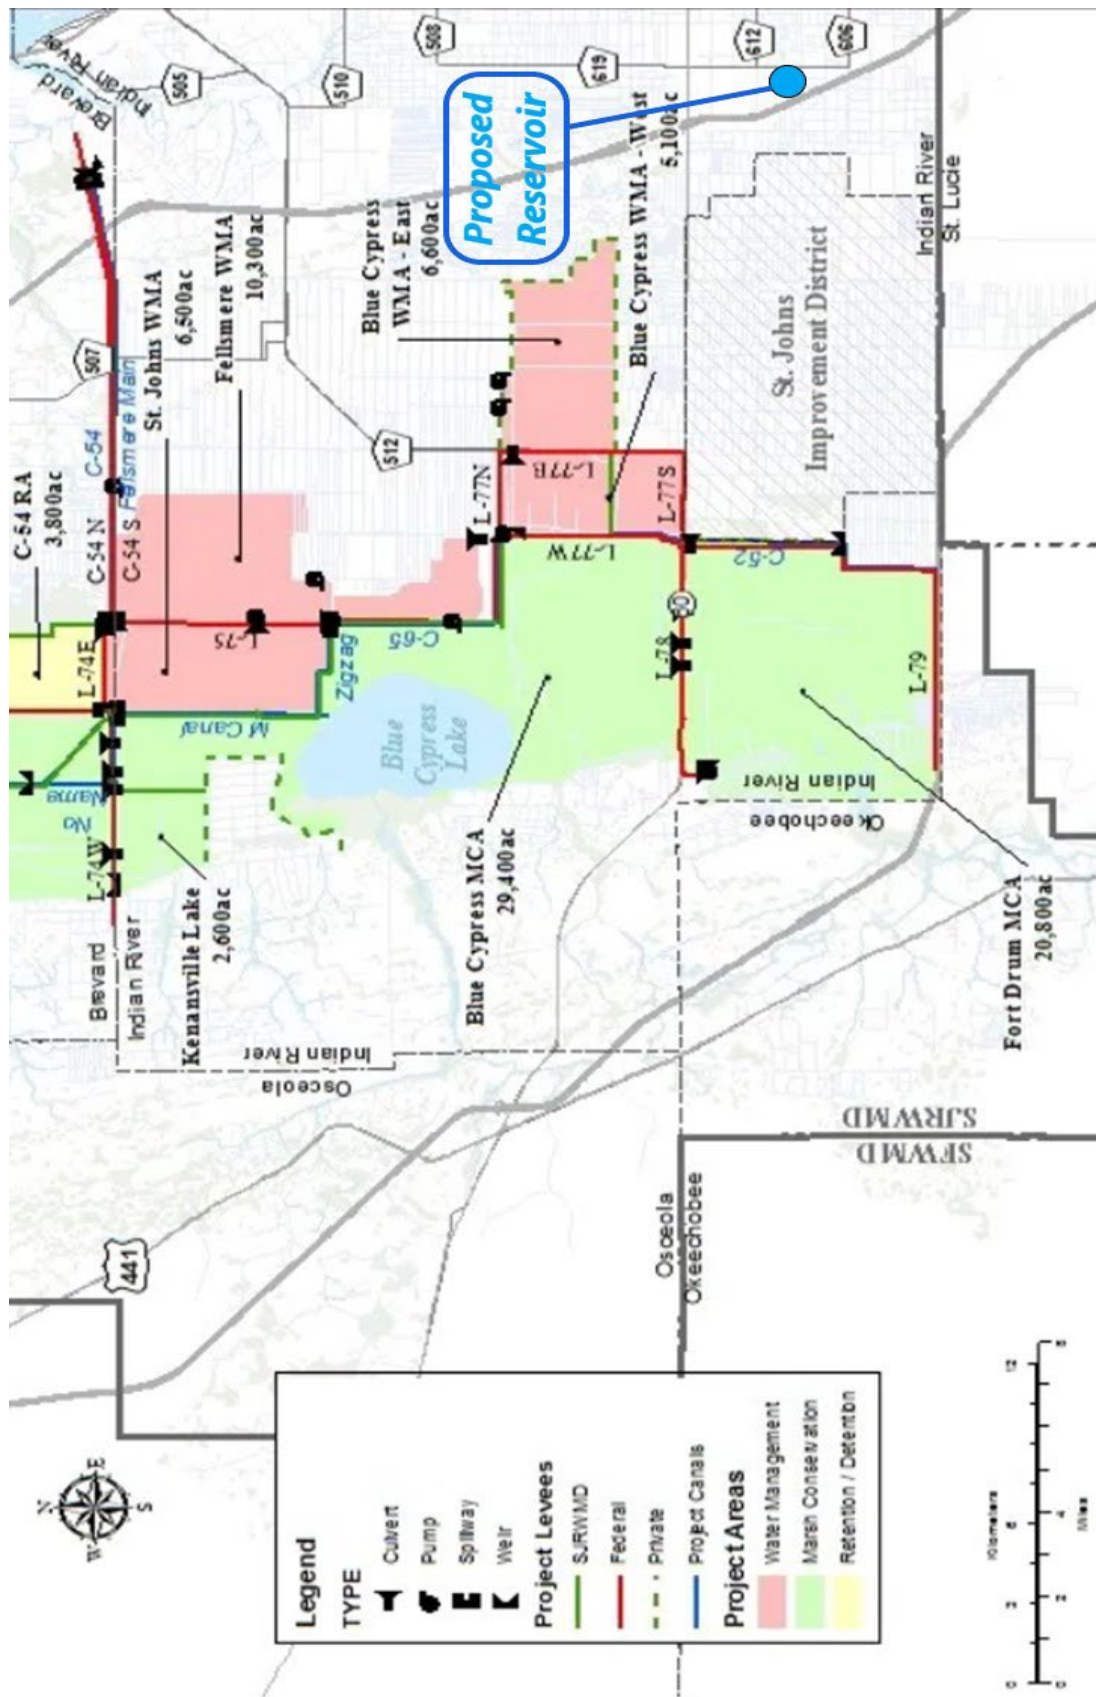 Brevard
Indian River
505
510
508
619
612
606
Proposed
Reservoir
507
C-54
Fellsmere Main
St. Johns WMA
6,500ac
Fellsmere WMA
10,300ac
Blue Cypress
WMA - East
6,600ac
Blue Cypress WMA - West
5,100ac
Indian River
St. Lucie
C-54 RA
3,800ac
C-54 N
C-54 S
512
L-77N
L-77E
L-77S
St. Johns
Improvement District
L-74E
L-75
Zigzag
C-65
L-77W
C-52
60
L-78
L-79
M Canal
No
Name
L-74W
Blue
Cypress
Lake
Indian River
Okeechobee
Kenansville Lake
2,600ac
Blue Cypress MCA
29,400ac
Fort Drum MCA
20,800ac
Brevard
Indian River
Indian River
Osceola
SJRWMD
SFWMD
Osceola
Okeechobee
441
N
E
S
W
Legend
TYPE
Culvert
Pump
Spillway
Weir
Project Levees
SJRWMD
Federal
Private
Project Canals
Project Areas
Water Management
Marsh Conservation
Retention / Detention
Kilometers
12
Miles
0
2
4